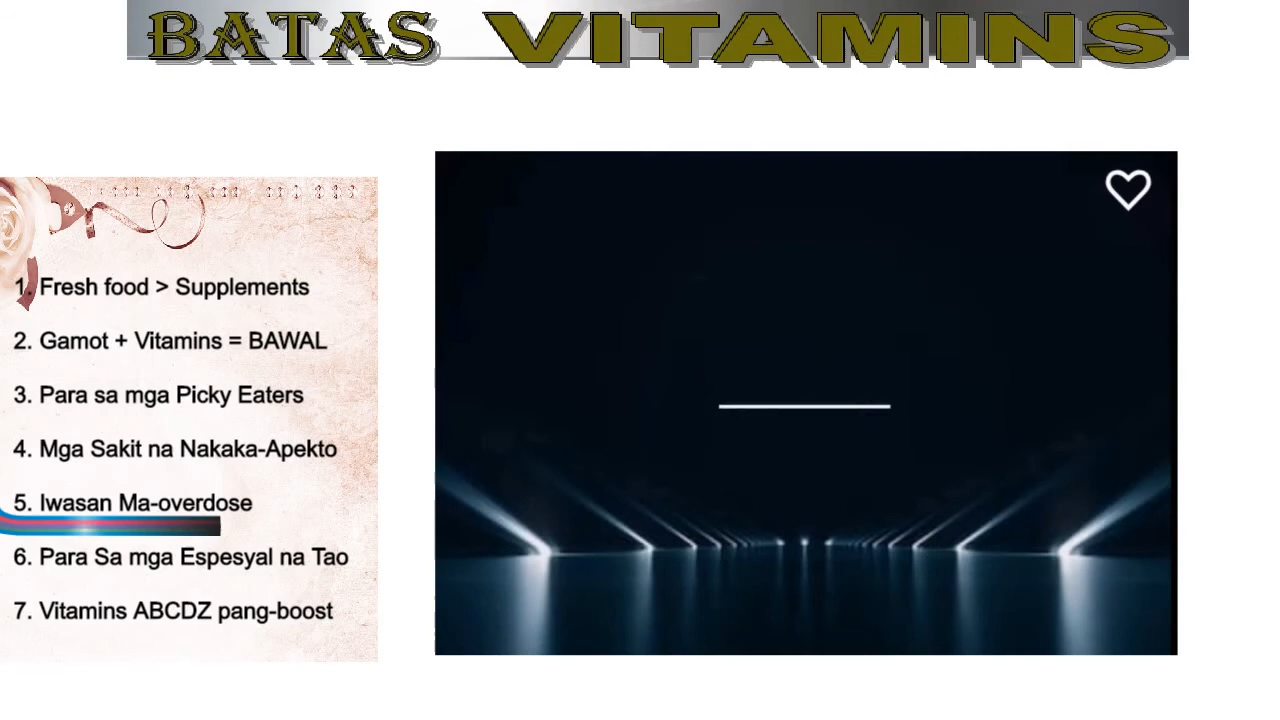 BATAS VITAMINS
1. Fresh food > Supplements
2. Gamot + Vitamins = BAWAL
3. Para sa mga Picky Eaters
4. Mga Sakit na Nakaka-Apekto
5. Iwasan Ma-overdose
6. Para Sa mga Espesyal na Tao
7. Vitamins ABCDZ pang-boost